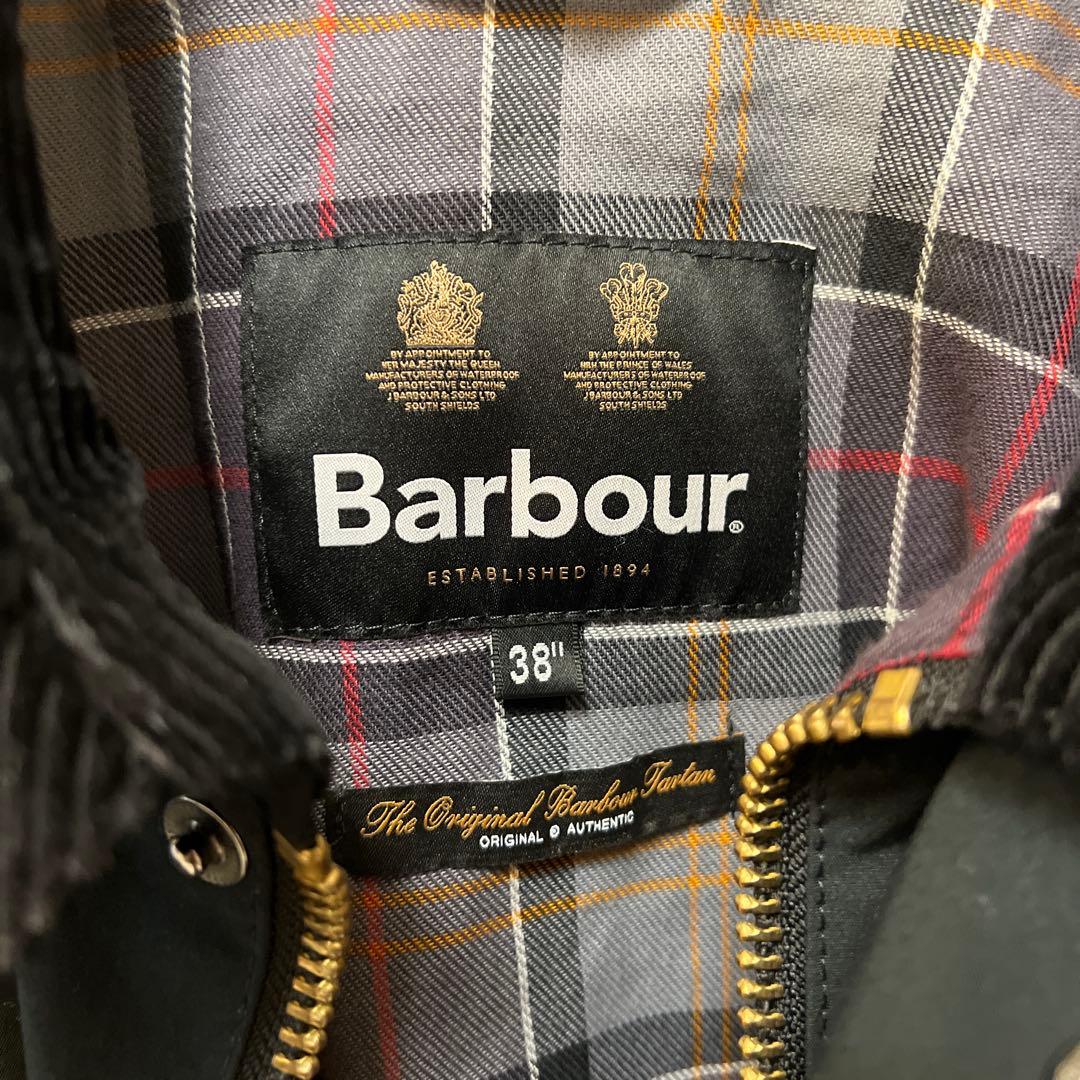 BY APPOINTMENT TO
HER MAJESTY THE QUEEN
MANUFACTURERS OF WATERPROOF
AND PROTECTIVE CLOTHING
J BARBOUR & SONS LTD
SOUTH SHIELDS
BY APPOINTMENT TO
HRH THE PRINCE OF WALES
MANUFACTURERS OF WATERPROOF
AND PROTECTIVE CLOTHING
J BARBOUR & SONS LTD
SOUTH SHIELDS
Barbour®
ESTABLISHED 1894
38"
The Original Barbour Tartan
ORIGINAL & AUTHENTIC